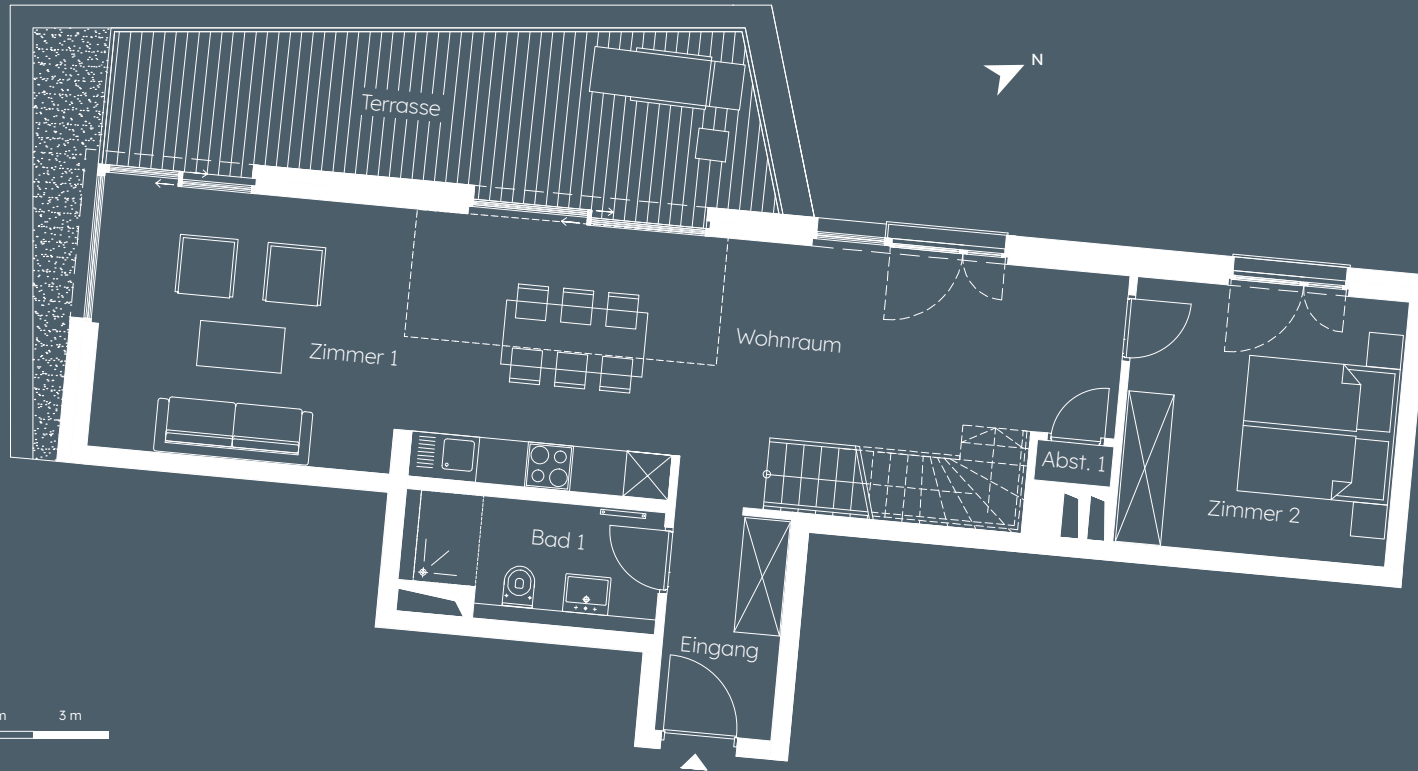 N
Terrasse
Wohnraum
Zimmer 1
Abst. 1
Zimmer 2
Bad 1
Eingang
m
3 m